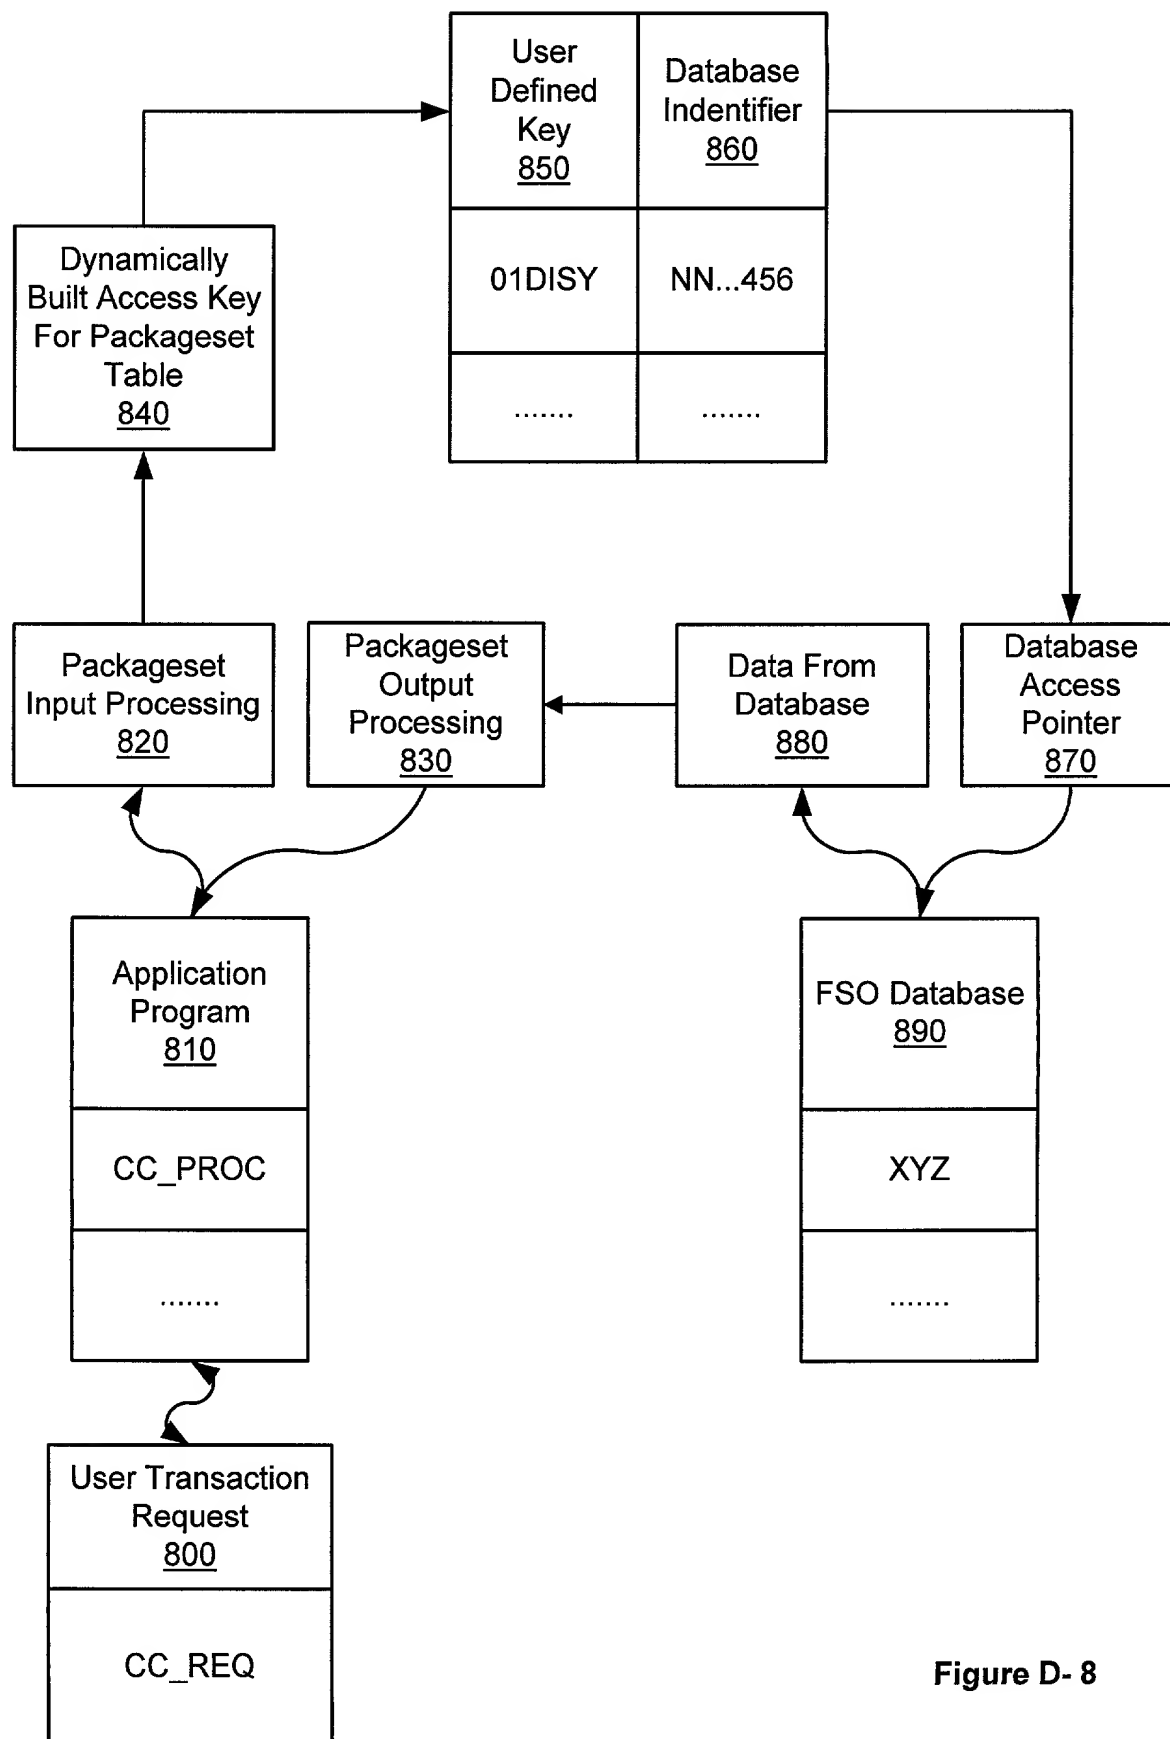 User
Defined
Key
850
Database
Indentifier
860
01DISY
NN...456
.......
.......
Dynamically
Built Access Key
For Packageset
Table
840
Packageset
Input Processing
820
Packageset
Output
Processing
830
Data From
Database
880
Database
Access
Pointer
870
Application
Program
810
CC_PROC
.......
FSO Database
890
XYZ
.......
User Transaction
Request
800
CC_REQ
Figure D- 8